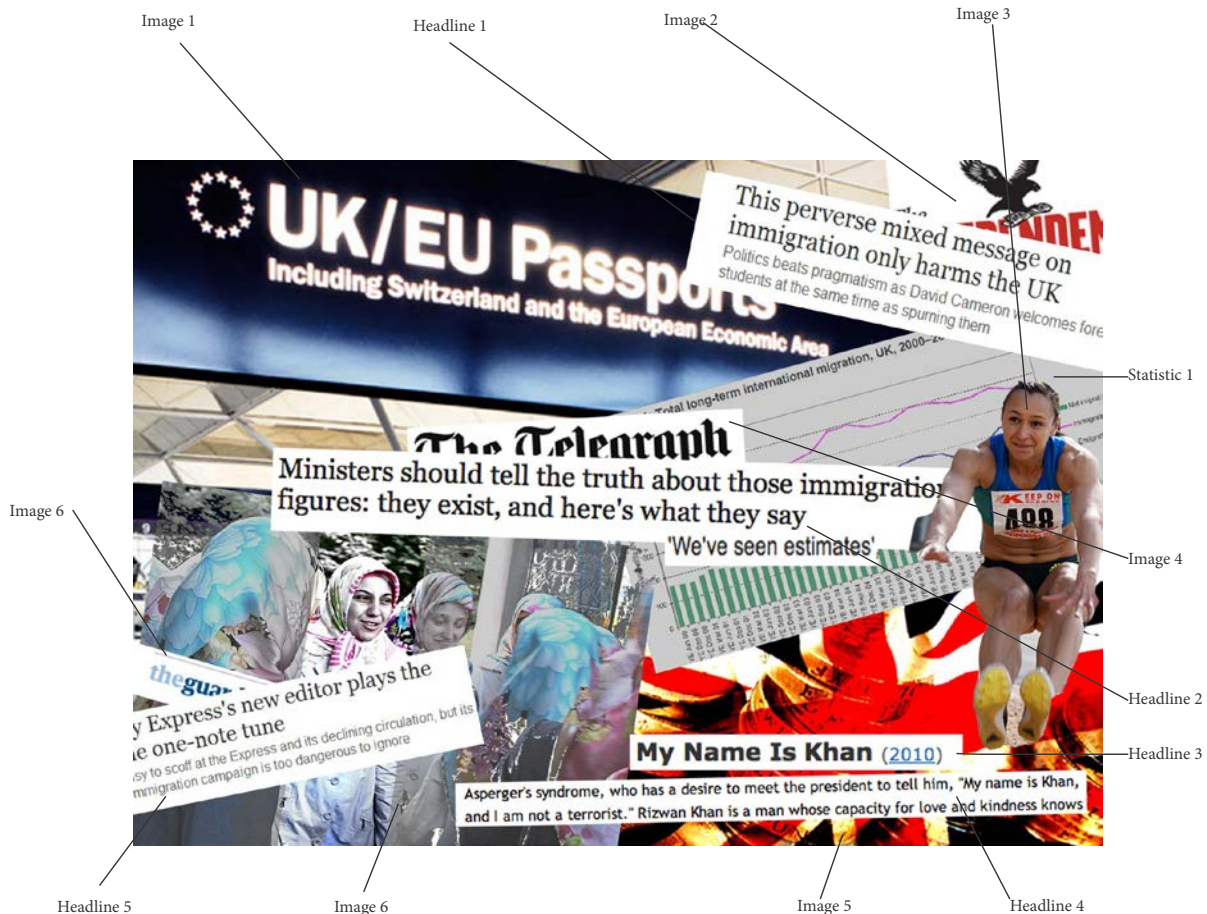 Image 1
Headline 1
Image 2
Image 3
UK/EU Passports
Including Switzerland and the European Economic Area
This perverse mixed message on
immigration only harms the UK
Politics beats pragmatism as David Cameron welcomes fore
students at the same time as spurning them
Total long-term international migration, UK, 2000–20
Statistic 1
The Telegraph
Ministers should tell the truth about those immigration
figures: they exist, and here's what they say
'We've seen estimates'
KEEP ON
498
Image 6
Image 4
theguar
y Express's new editor plays the
e one-note tune
sy to scoff at the Express and its declining circulation, but its
mmigration campaign is too dangerous to ignore
Headline 2
My Name Is Khan (2010)
Headline 3
Asperger's syndrome, who has a desire to meet the president to tell him, "My name is Khan,
and I am not a terrorist." Rizwan Khan is a man whose capacity for love and kindness knows
Headline 5
Image 6
Image 5
Headline 4